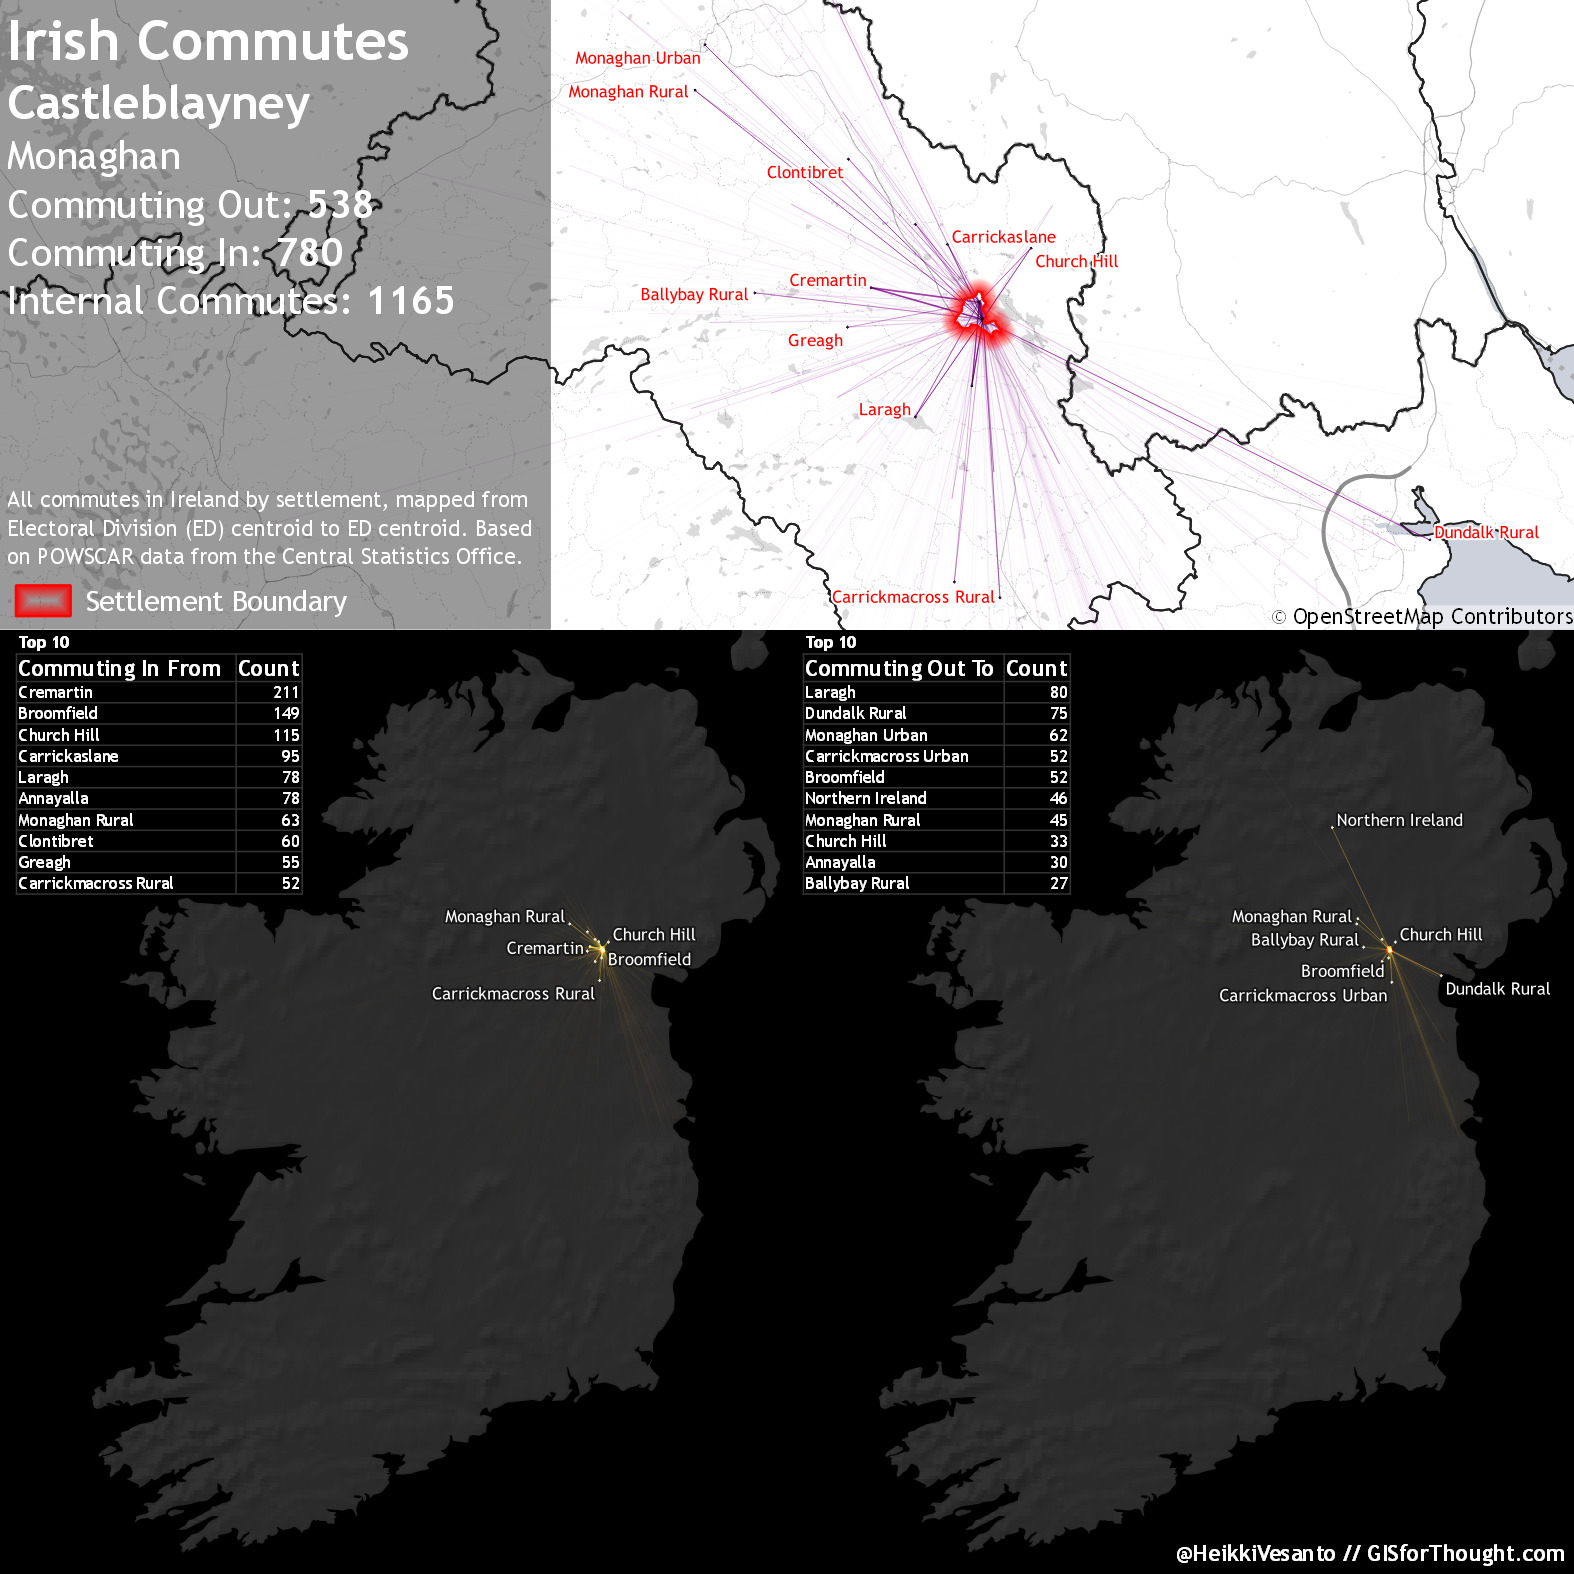 Irish Commutes
Castleblayney
Monaghan
Commuting Out: 538
Commuting In: 780
Internal Commutes: 1165
All commutes in Ireland by settlement, mapped from
Electoral Division (ED) centroid to ED centroid. Based
on POWSCAR data from the Central Statistics Office.
Settlement Boundary
Monaghan Urban
Monaghan Rural
Clontibret
Carrickaslane
Church Hill
Cremartin
Ballybay Rural
Greagh
Laragh
Dundalk Rural
Carrickmacross Rural
© OpenStreetMap Contributors
Top 10
Commuting In From Count
Cremartin 211
Broomfield 149
Church Hill 115
Carrickaslane 95
Laragh 78
Annayalla 78
Monaghan Rural 63
Clontibret 60
Greagh 55
Carrickmacross Rural 52
Monaghan Rural
Church Hill
Cremartin
Broomfield
Carrickmacross Rural
Top 10
Commuting Out To Count
Laragh 80
Dundalk Rural 75
Monaghan Urban 62
Carrickmacross Urban 52
Broomfield 52
Northern Ireland 46
Monaghan Rural 45
Church Hill 33
Annayalla 30
Ballybay Rural 27
Northern Ireland
Monaghan Rural
Church Hill
Ballybay Rural
Broomfield
Dundalk Rural
Carrickmacross Urban
@HeikkiVesanto // GISforThought.com